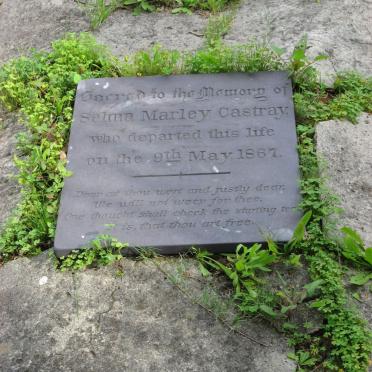 Sacred to the Memory of
Selma Marley Castray,
who departed this life
on the 9th May 1867.
Dear as thou wert and justly dear,
We will not weep for thee,
One thought shall check the starting tear
is, that thou art free.